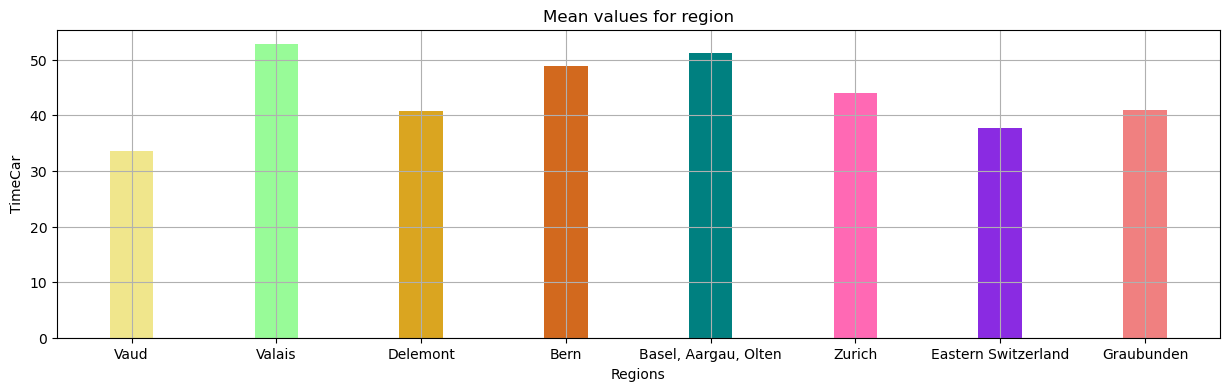 Mean values for region
TimeCar
50
40
30
20
10
0
Vaud Valais Delemont Bern Basel, Aargau, Olten Zurich Eastern Switzerland Graubunden
Regions